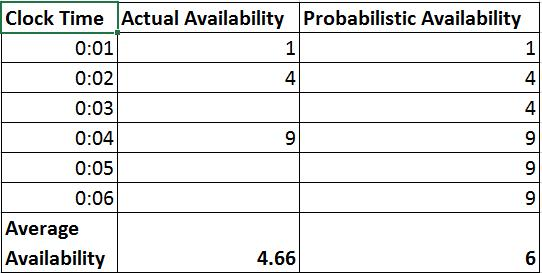 Clock Time Actual Availability Probabilistic Availability
0:01 1 1
0:02 4 4
0:03 4
0:04 9 9
0:05 9
0:06 9
Average
Availability 4.66 6